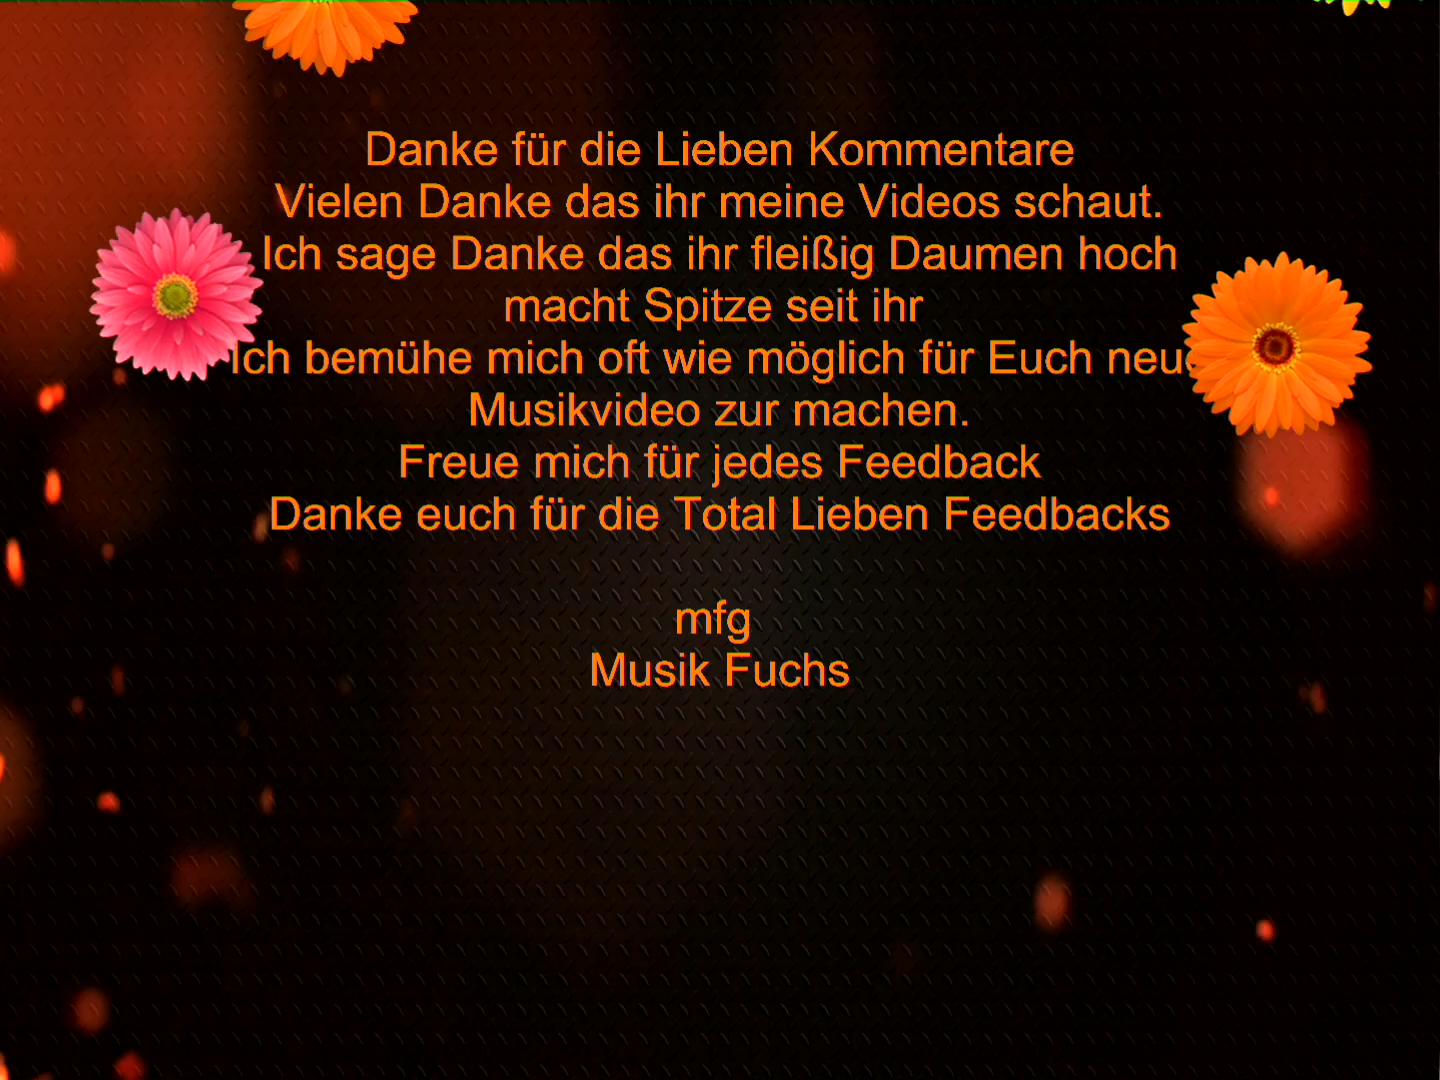 Danke für die Lieben Kommentare
Vielen Danke das ihr meine Videos schaut.
Ich sage Danke das ihr fleißig Daumen hoch
macht Spitze seit ihr
Ich bemühe mich oft wie möglich für Euch neue
Musikvideo zur machen.
Freue mich für jedes Feedback
Danke euch für die Total Lieben Feedbacks
mfg
Musik Fuchs